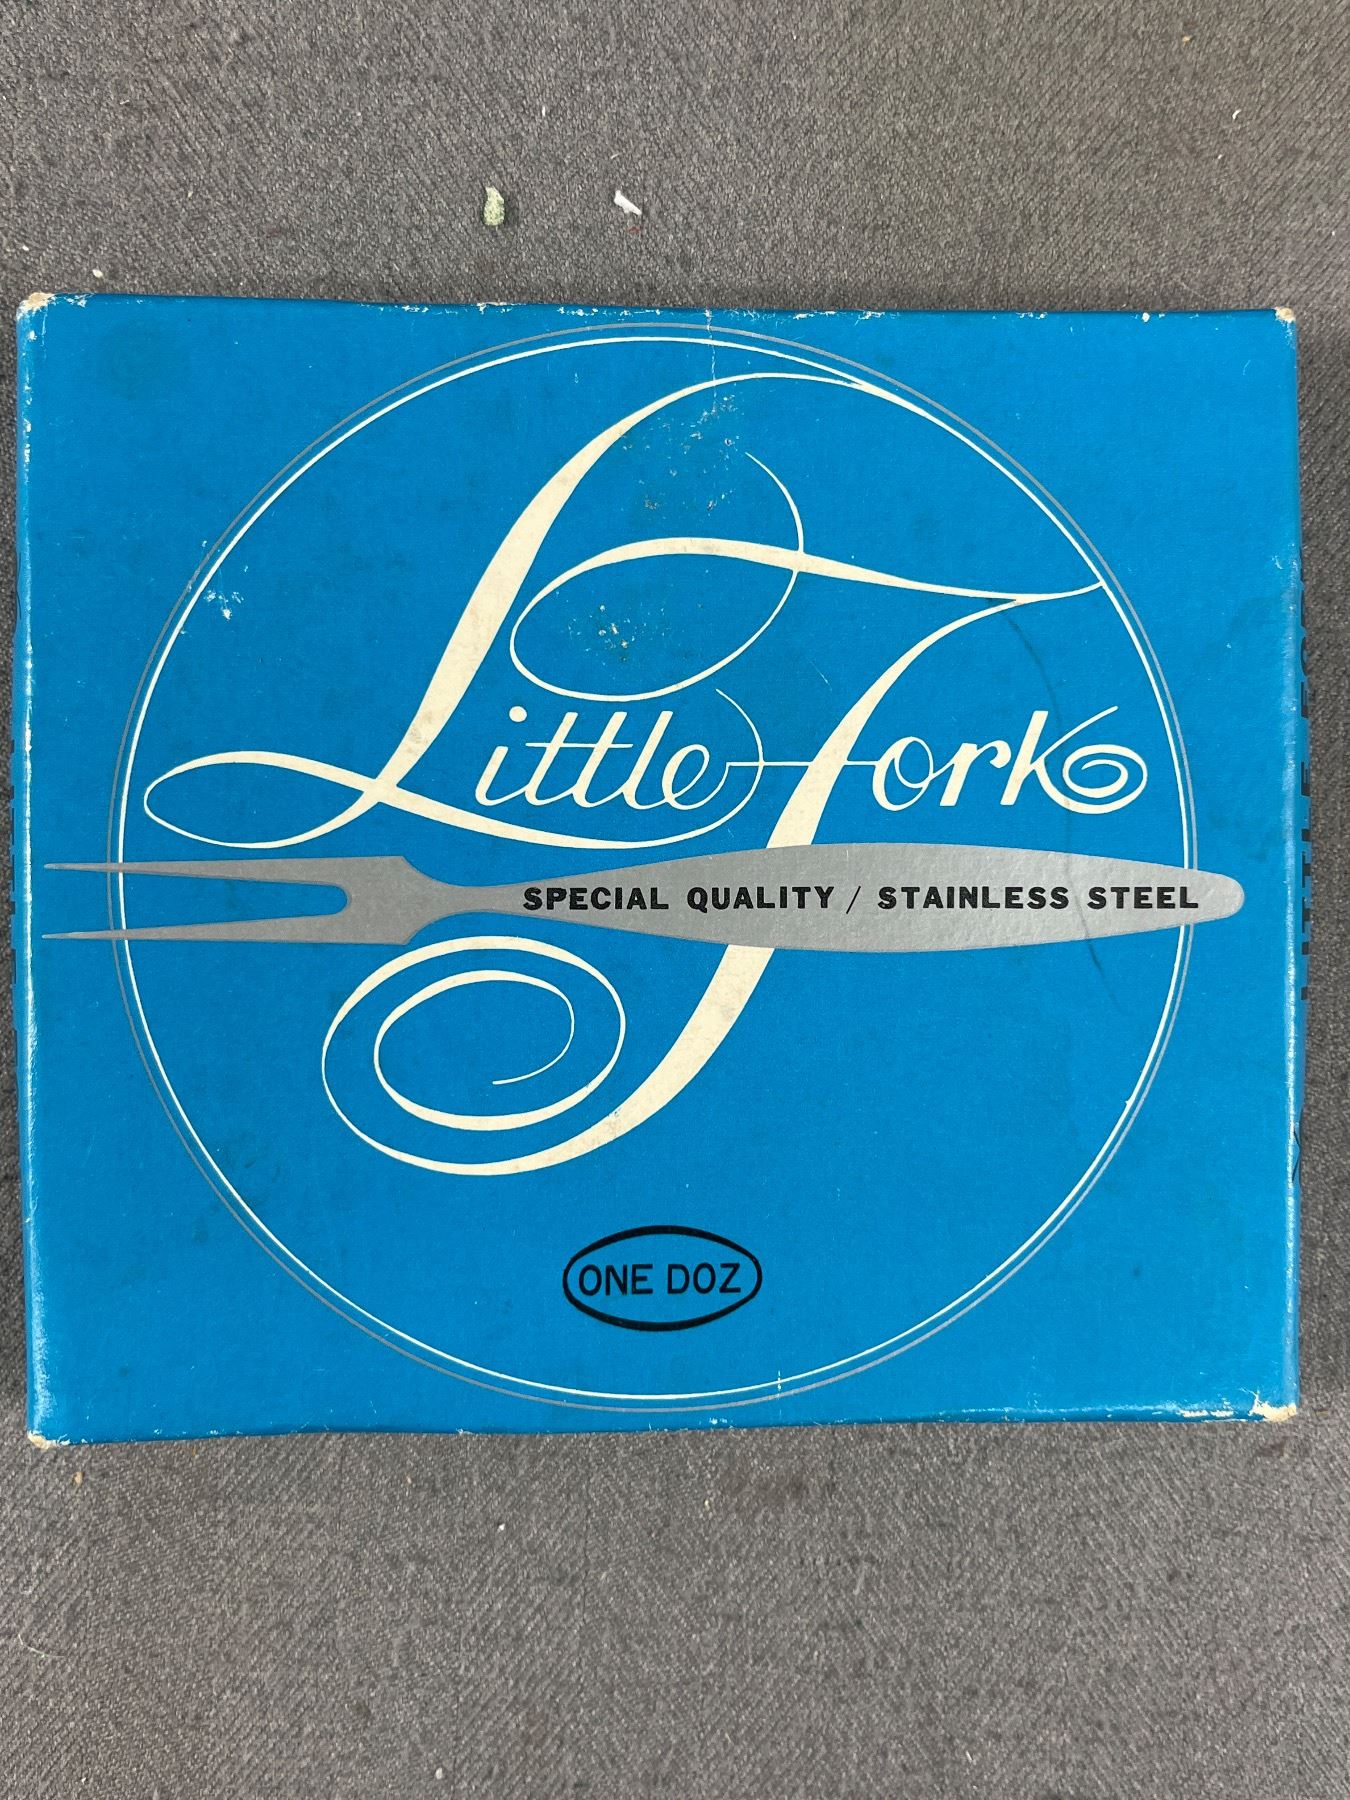 Little Fork
SPECIAL QUALITY / STAINLESS STEEL
ONE DOZ